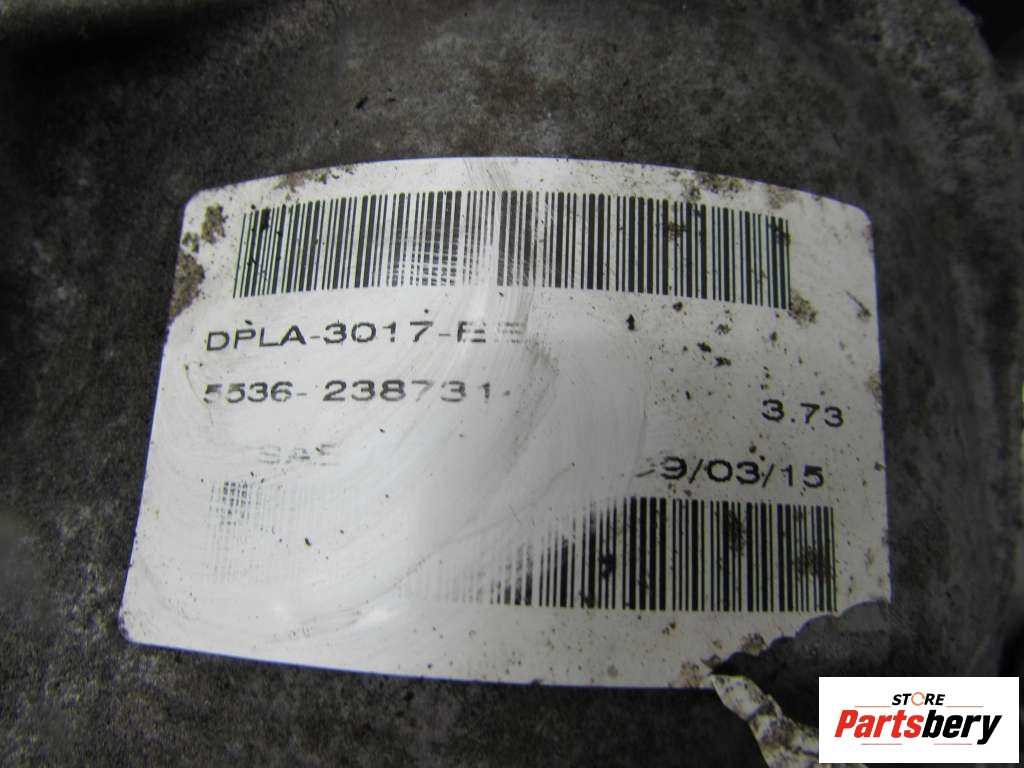 DPLA-3017-
5536-238731-
3.73
9/03/15
STORE
Partsbery